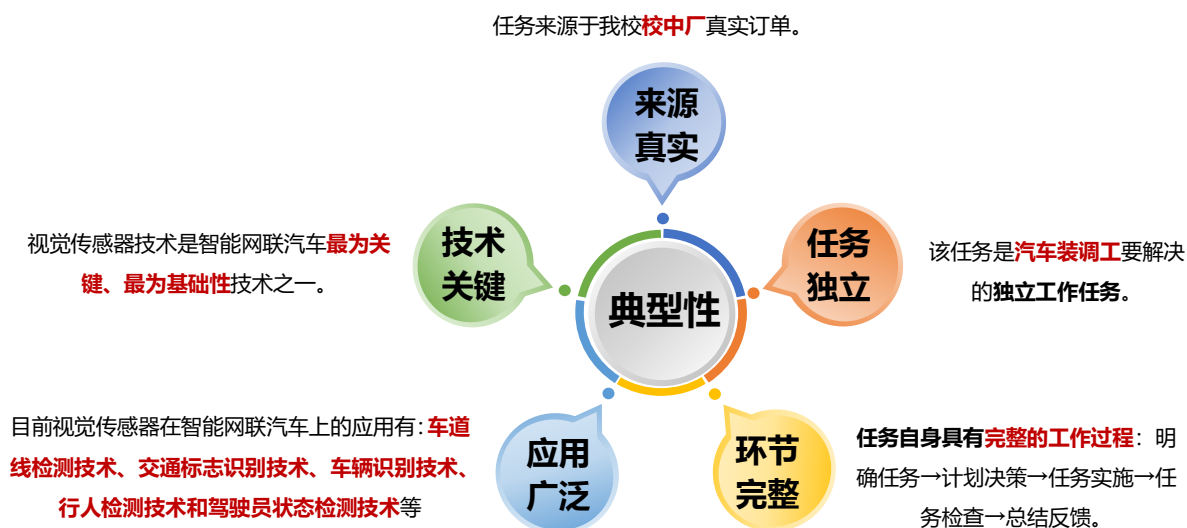 任务来源于我校校中厂真实订单。
来源
真实
技术
关键
视觉传感器技术是智能网联汽车最为关
键、最为基础性技术之一。
典型性
任务
独立
该任务是汽车装调工要解决
的独立工作任务。
目前视觉传感器在智能网联汽车上的应用有:车道
线检测技术、交通标志识别技术、车辆识别技术、
行人检测技术和驾驶员状态检测技术等
应用
广泛
环节
完整
任务自身具有完整的工作过程：明
确任务→计划决策→任务实施→任
务检查→总结反馈。